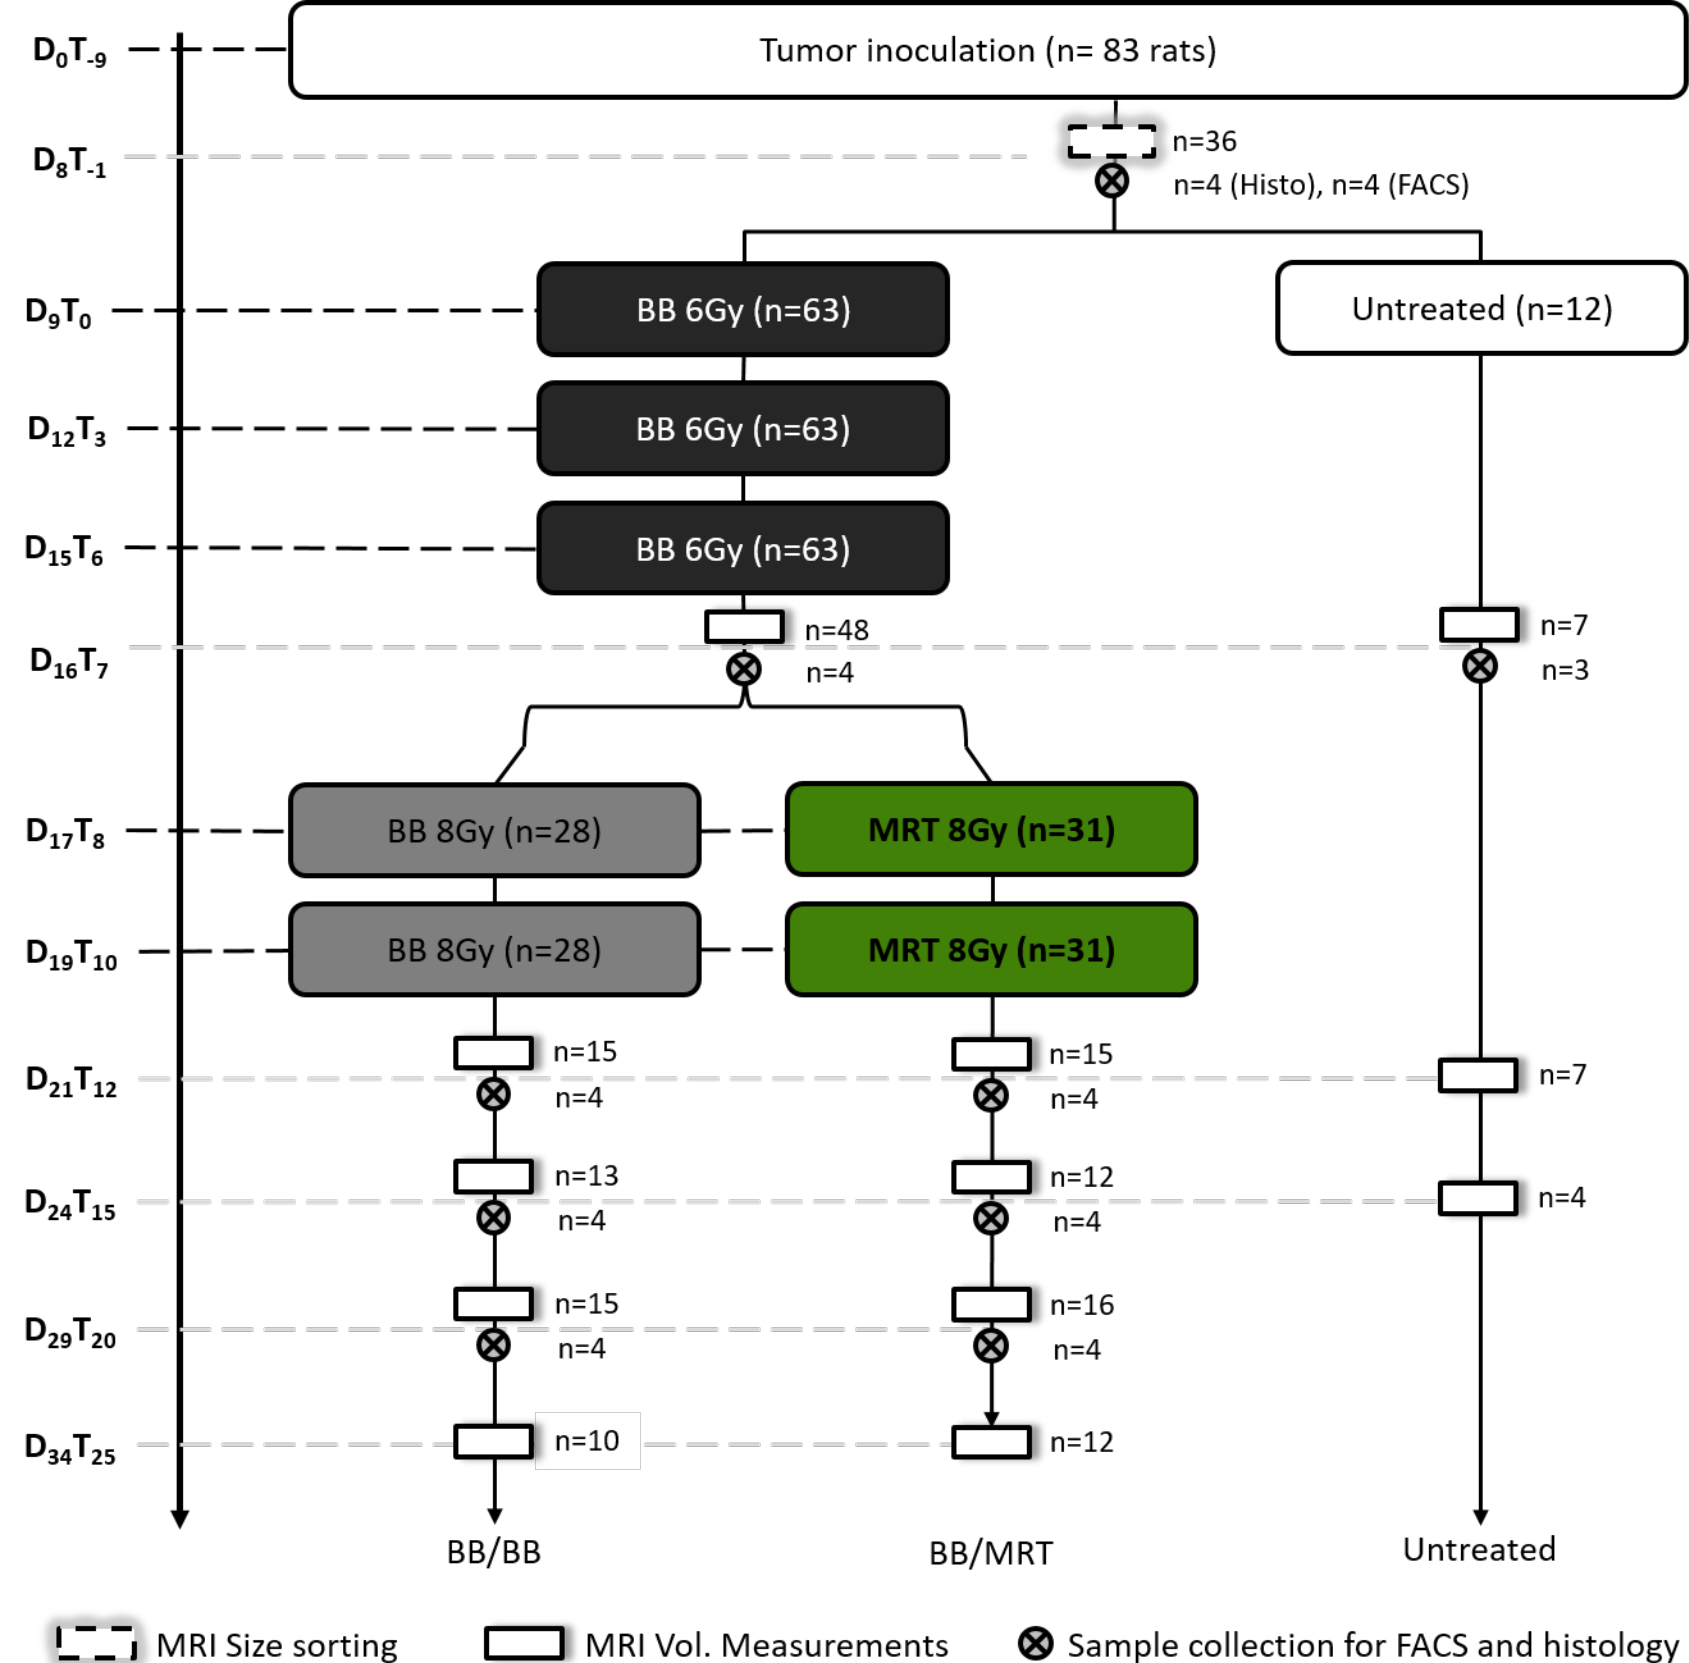 D0T-9
Tumor inoculation (n= 83 rats)
D8T-1
n=36
n=4 (Histo), n=4 (FACS)
D9T0
BB 6Gy (n=63)
Untreated (n=12)
D12T3
BB 6Gy (n=63)
D15T6
BB 6Gy (n=63)
n=48
n=7
D16T7
n=4
n=3
D17T8
BB 8Gy (n=28)
MRT 8Gy (n=31)
D19T10
BB 8Gy (n=28)
MRT 8Gy (n=31)
n=15
n=15
D21T12
n=7
n=4
n=4
n=13
n=12
D24T15
n=4
n=4
n=4
n=15
n=16
D29T20
n=4
n=4
D34T25
n=10
n=12
BB/BB
BB/MRT
Untreated
MRI Size sorting
MRI Vol. Measurements
Sample collection for FACS and histology